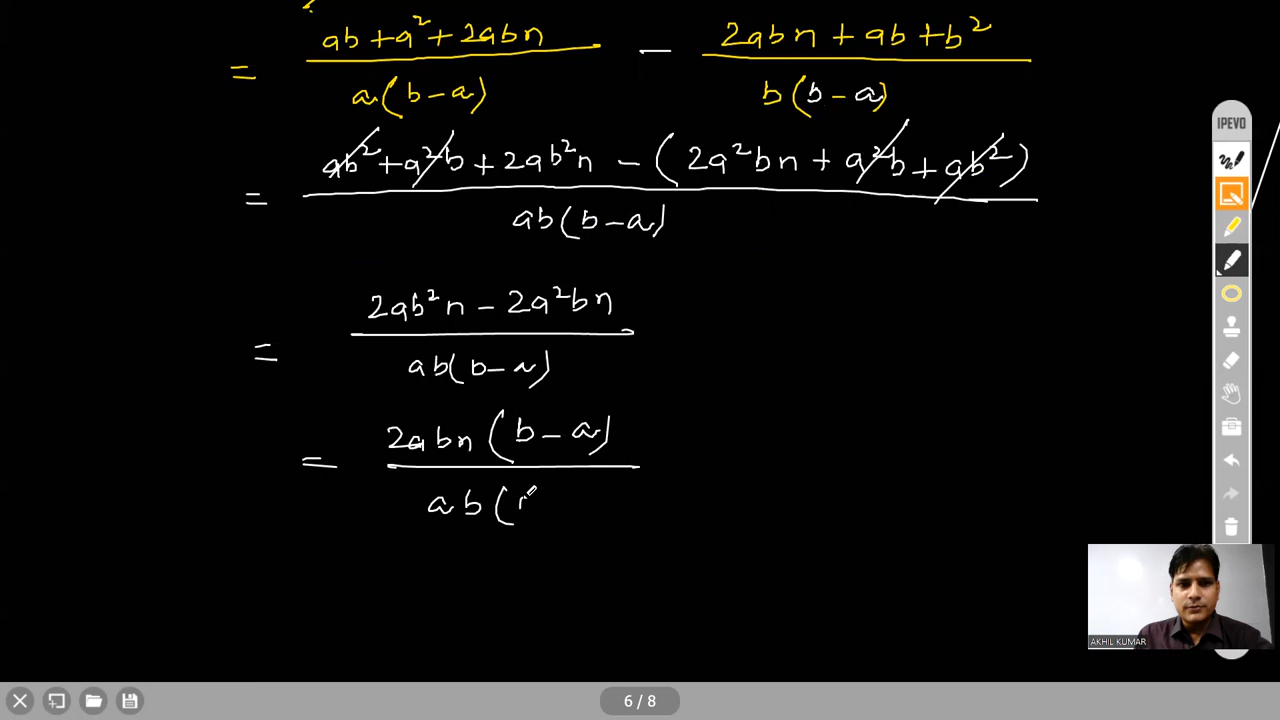 ab + a² + 2abn − 2abn + ab + b²
= a(b − a) b(b − a)
ab² + a²b + 2ab²n − (2a²bn + a²b + ab²)
= ab(b − a)
2ab²n − 2a²bn
= ab(b − a)
2abn(b − a)
= ab(
IPEVO
AKHIL KUMAR
6 / 8